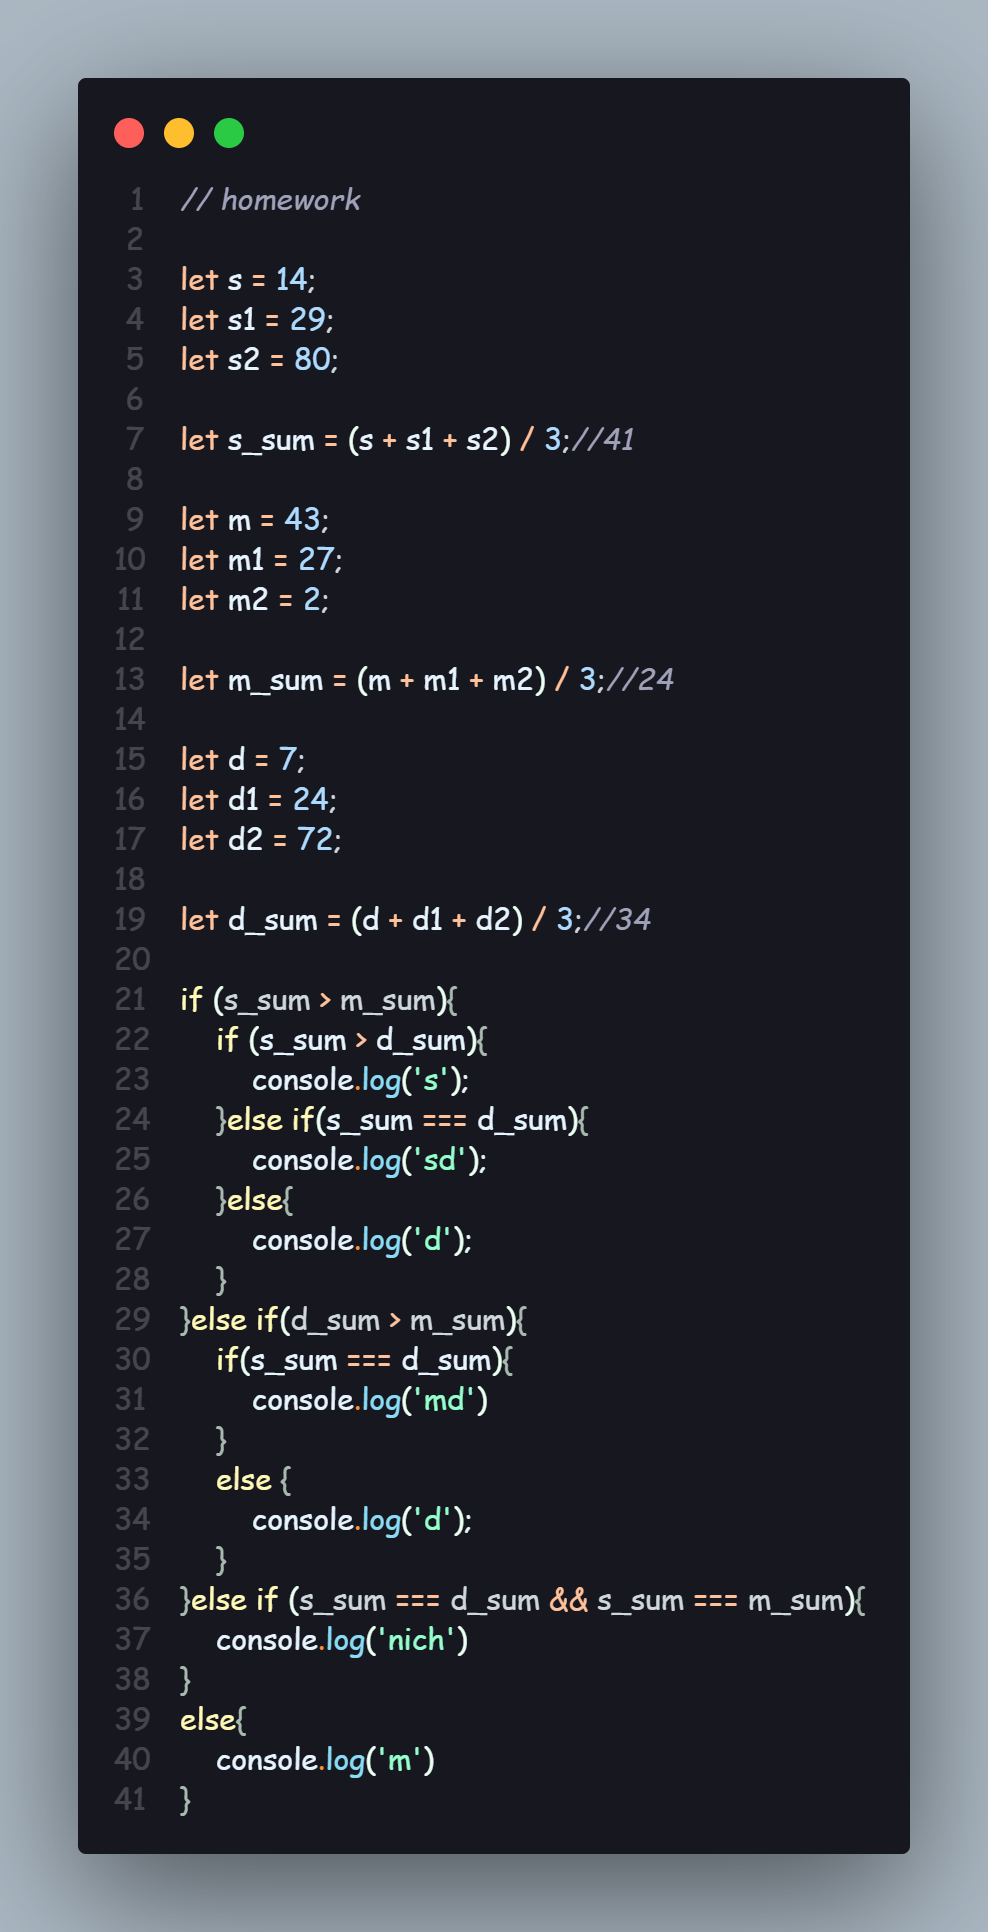 1 // homework
2
3 let s = 14;
4 let s1 = 29;
5 let s2 = 80;
6
7 let s_sum = (s + s1 + s2) / 3;//41
8
9 let m = 43;
10 let m1 = 27;
11 let m2 = 2;
12
13 let m_sum = (m + m1 + m2) / 3;//24
14
15 let d = 7;
16 let d1 = 24;
17 let d2 = 72;
18
19 let d_sum = (d + d1 + d2) / 3;//34
20
21 if (s_sum > m_sum){
22     if (s_sum > d_sum){
23         console.log('s');
24     }else if(s_sum === d_sum){
25         console.log('sd');
26     }else{
27         console.log('d');
28     }
29 }else if(d_sum > m_sum){
30     if(s_sum === d_sum){
31         console.log('md')
32     }
33     else {
34         console.log('d');
35     }
36 }else if (s_sum === d_sum && s_sum === m_sum){
37     console.log('nich')
38 }
39 else{
40     console.log('m')
41 }